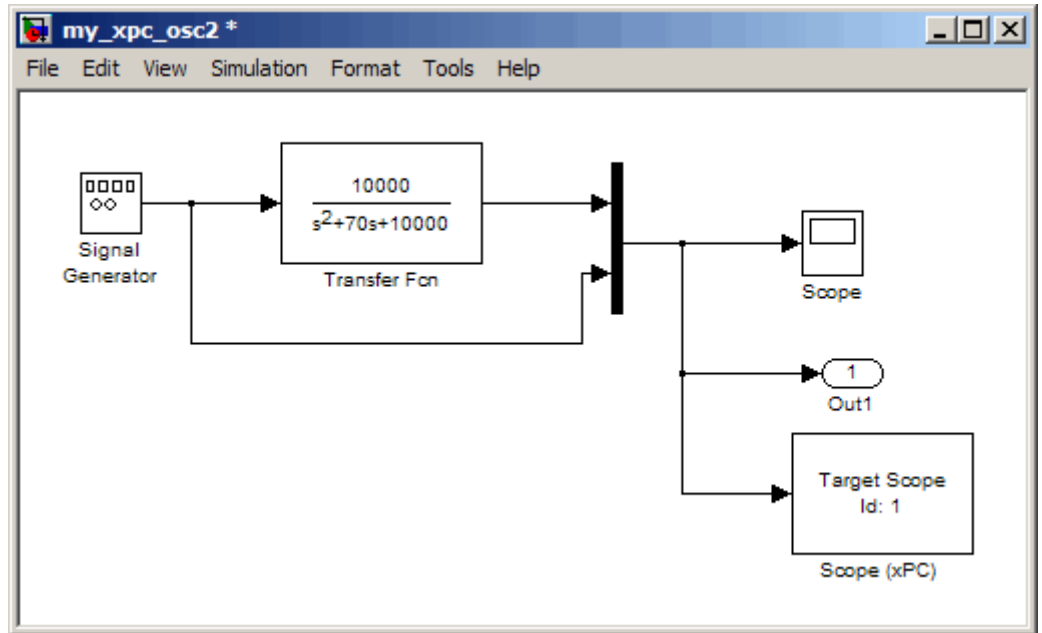 my_xpc_osc2 *
File Edit View Simulation Format Tools Help
Signal
Generator
10000
s2+70s+10000
Transfer Fcn
Scope
1
Out1
Target Scope
Id: 1
Scope (xPC)